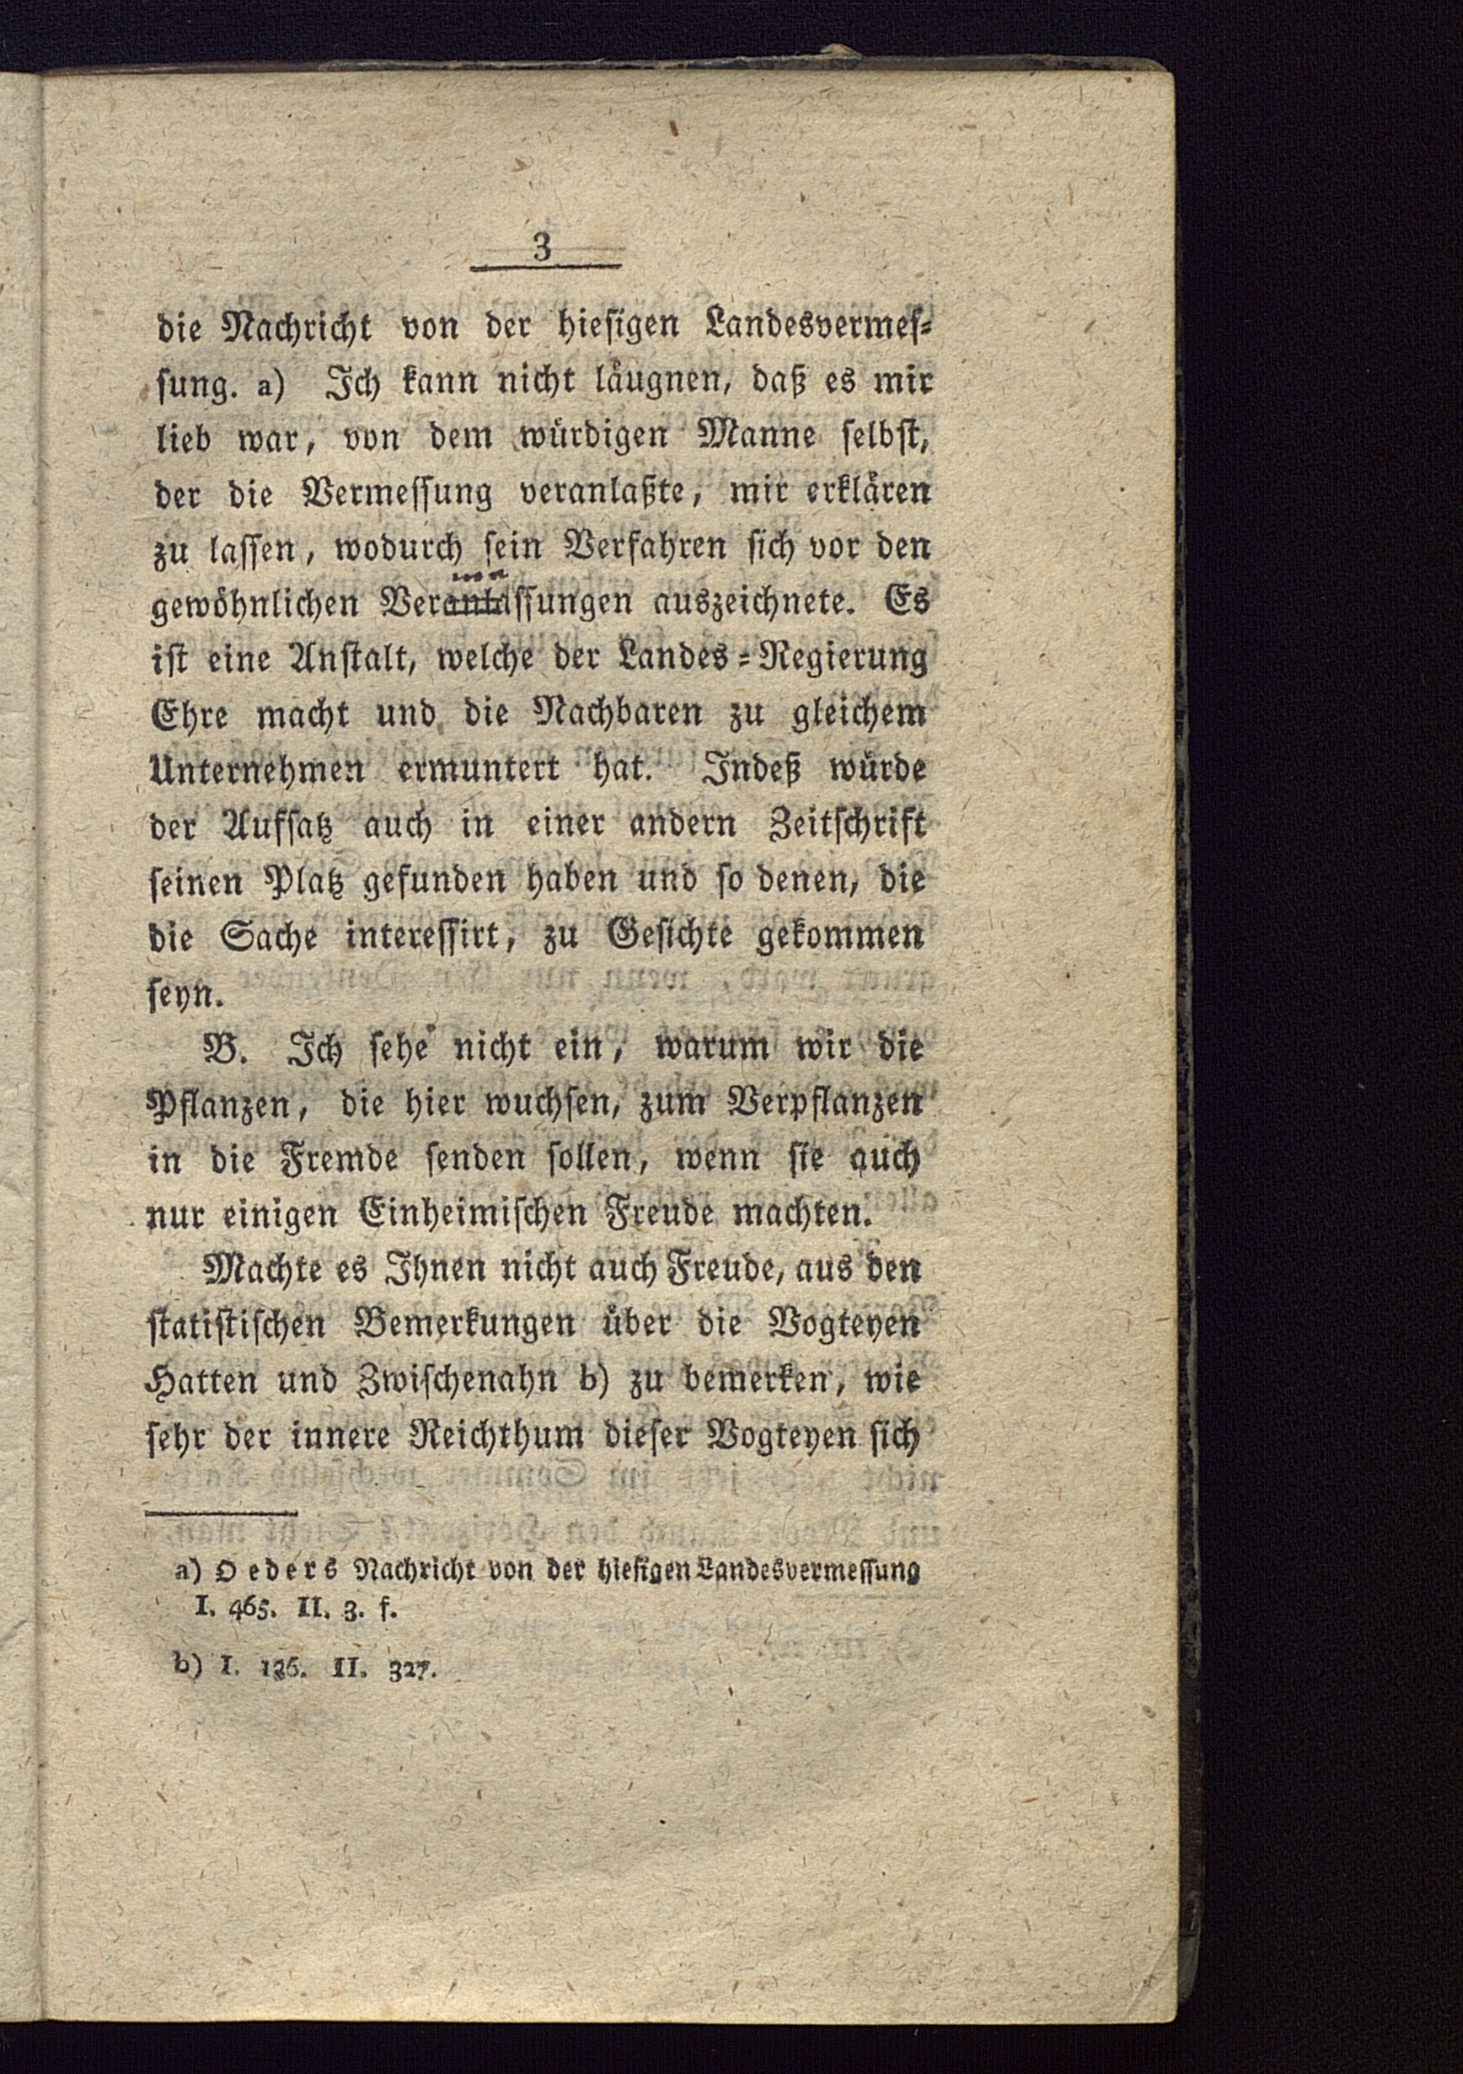 3
die Nachricht von der hiesigen Landesvermes-
sung. a) Ich kann nicht läugnen, daß es mir
lieb war, von dem würdigen Manne selbst,
der die Vermessung veranlaßte, mir erklären
zu lassen, wodurch sein Verfahren sich vor den
gewöhnlichen Veranlassungen auszeichnete. Es
ist eine Anstalt, welche der Landes-Regierung
Ehre macht und die Nachbaren zu gleichem
Unternehmen ermuntert hat. Indeß würde
der Aufsatz auch in einer andern Zeitschrift
seinen Platz gefunden haben und so denen, die
die Sache interessirt, zu Gesichte gekommen
seyn.
B. Ich sehe nicht ein, warum wir die
Pflanzen, die hier wuchsen, zum Verpflanzen
in die Fremde senden sollen, wenn sie auch
nur einigen Einheimischen Freude machten.
Machte es Ihnen nicht auch Freude, aus den
statistischen Bemerkungen über die Vogteyen
Hatten und Zwischenahn b) zu bemerken, wie
sehr der innere Reichthum dieser Vogteyen sich
a) Oeders Nachricht von der hiesigen Landesvermessung
I. 465. II. 3. f.
b) I. 126. II. 327.